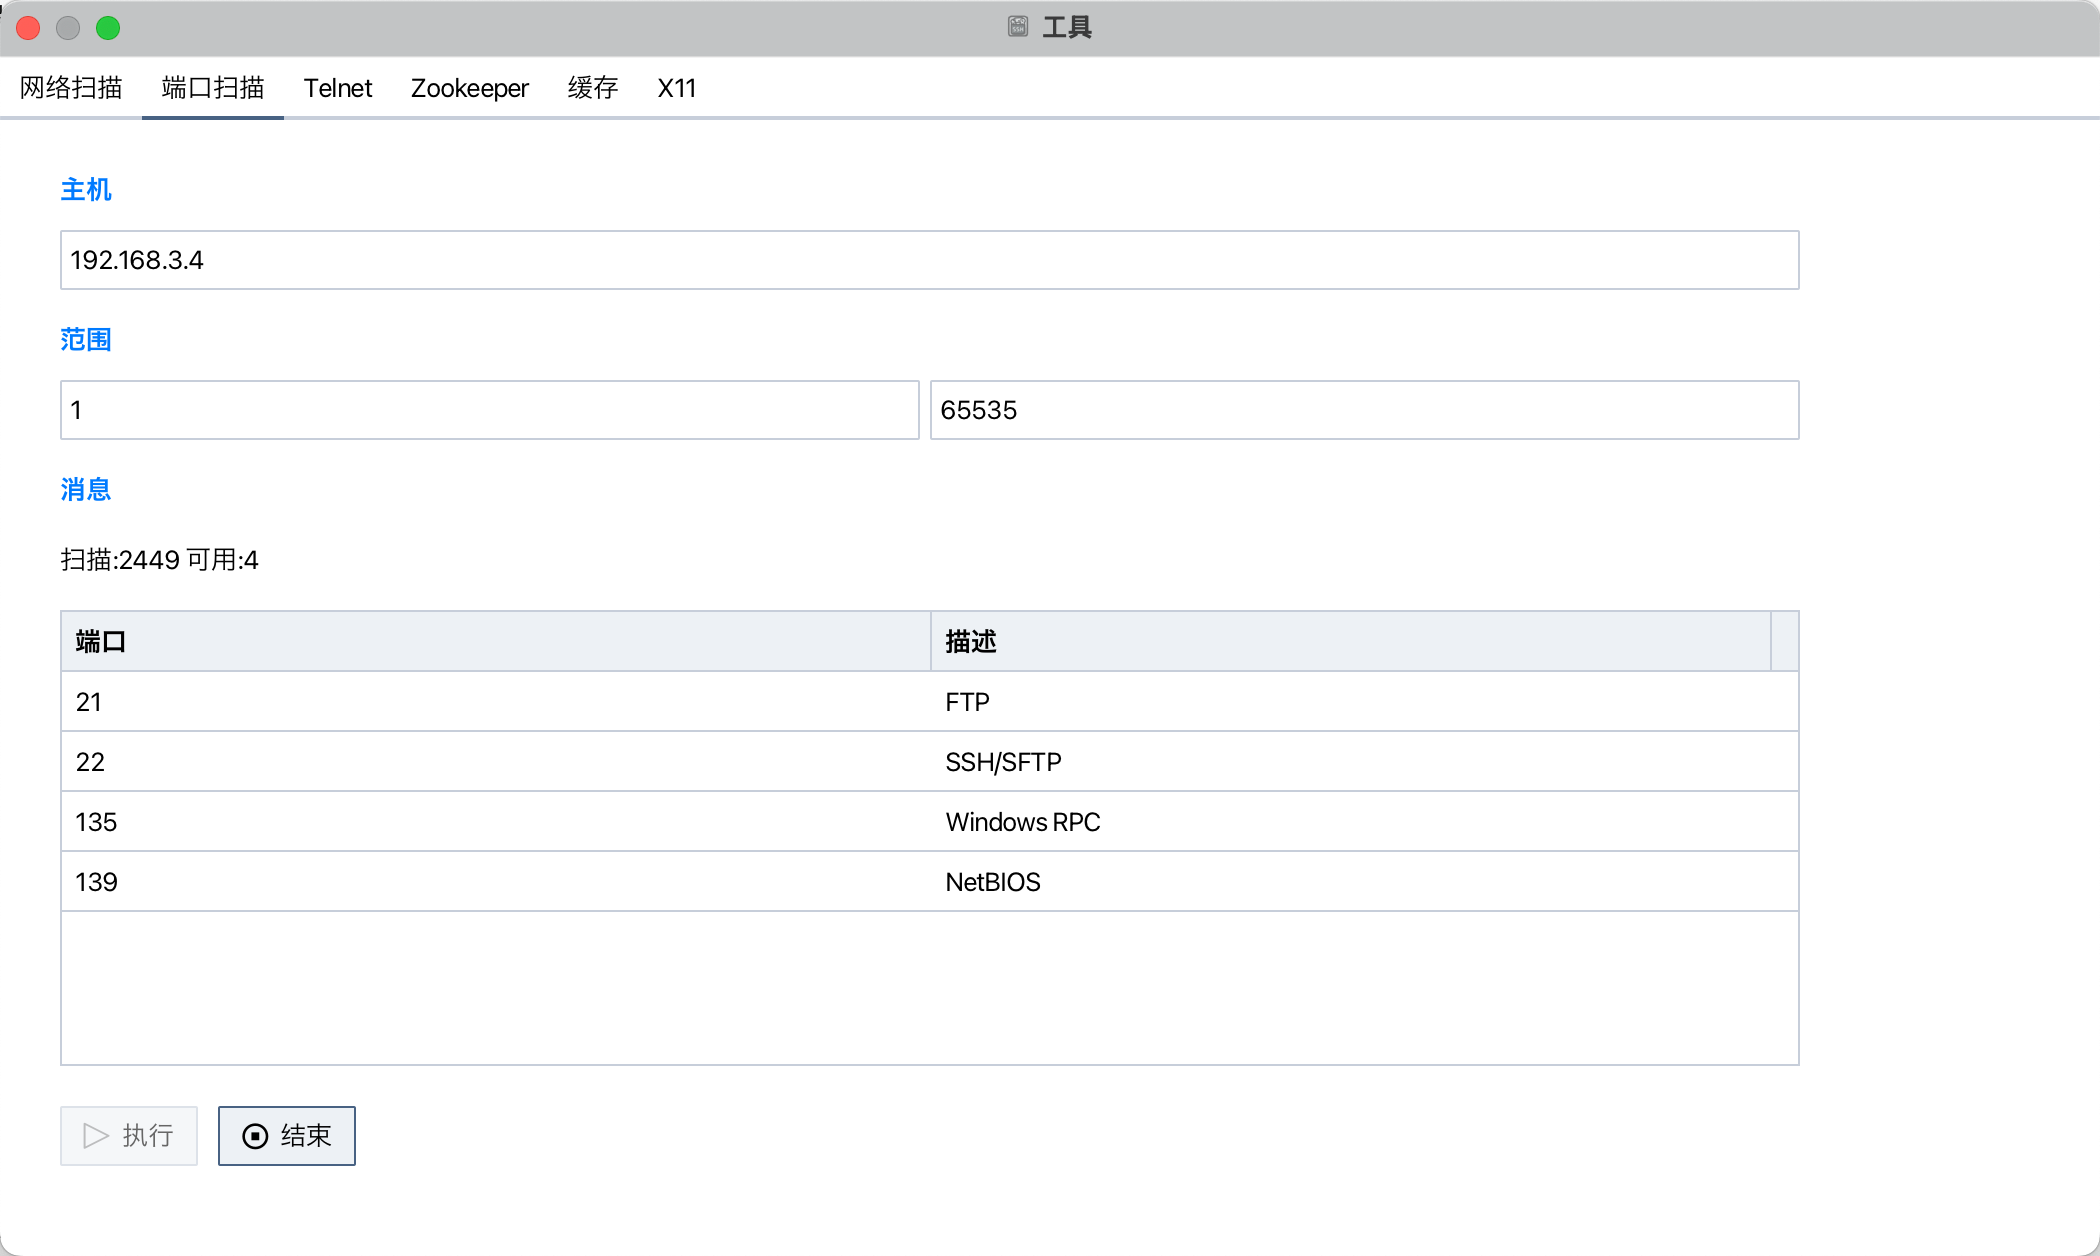 工具
网络扫描 端口扫描 Telnet Zookeeper 缓存 X11
主机
192.168.3.4
范围
1 65535
消息
扫描:2449 可用:4
端口 描述
21 FTP
22 SSH/SFTP
135 Windows RPC
139 NetBIOS
执行 结束